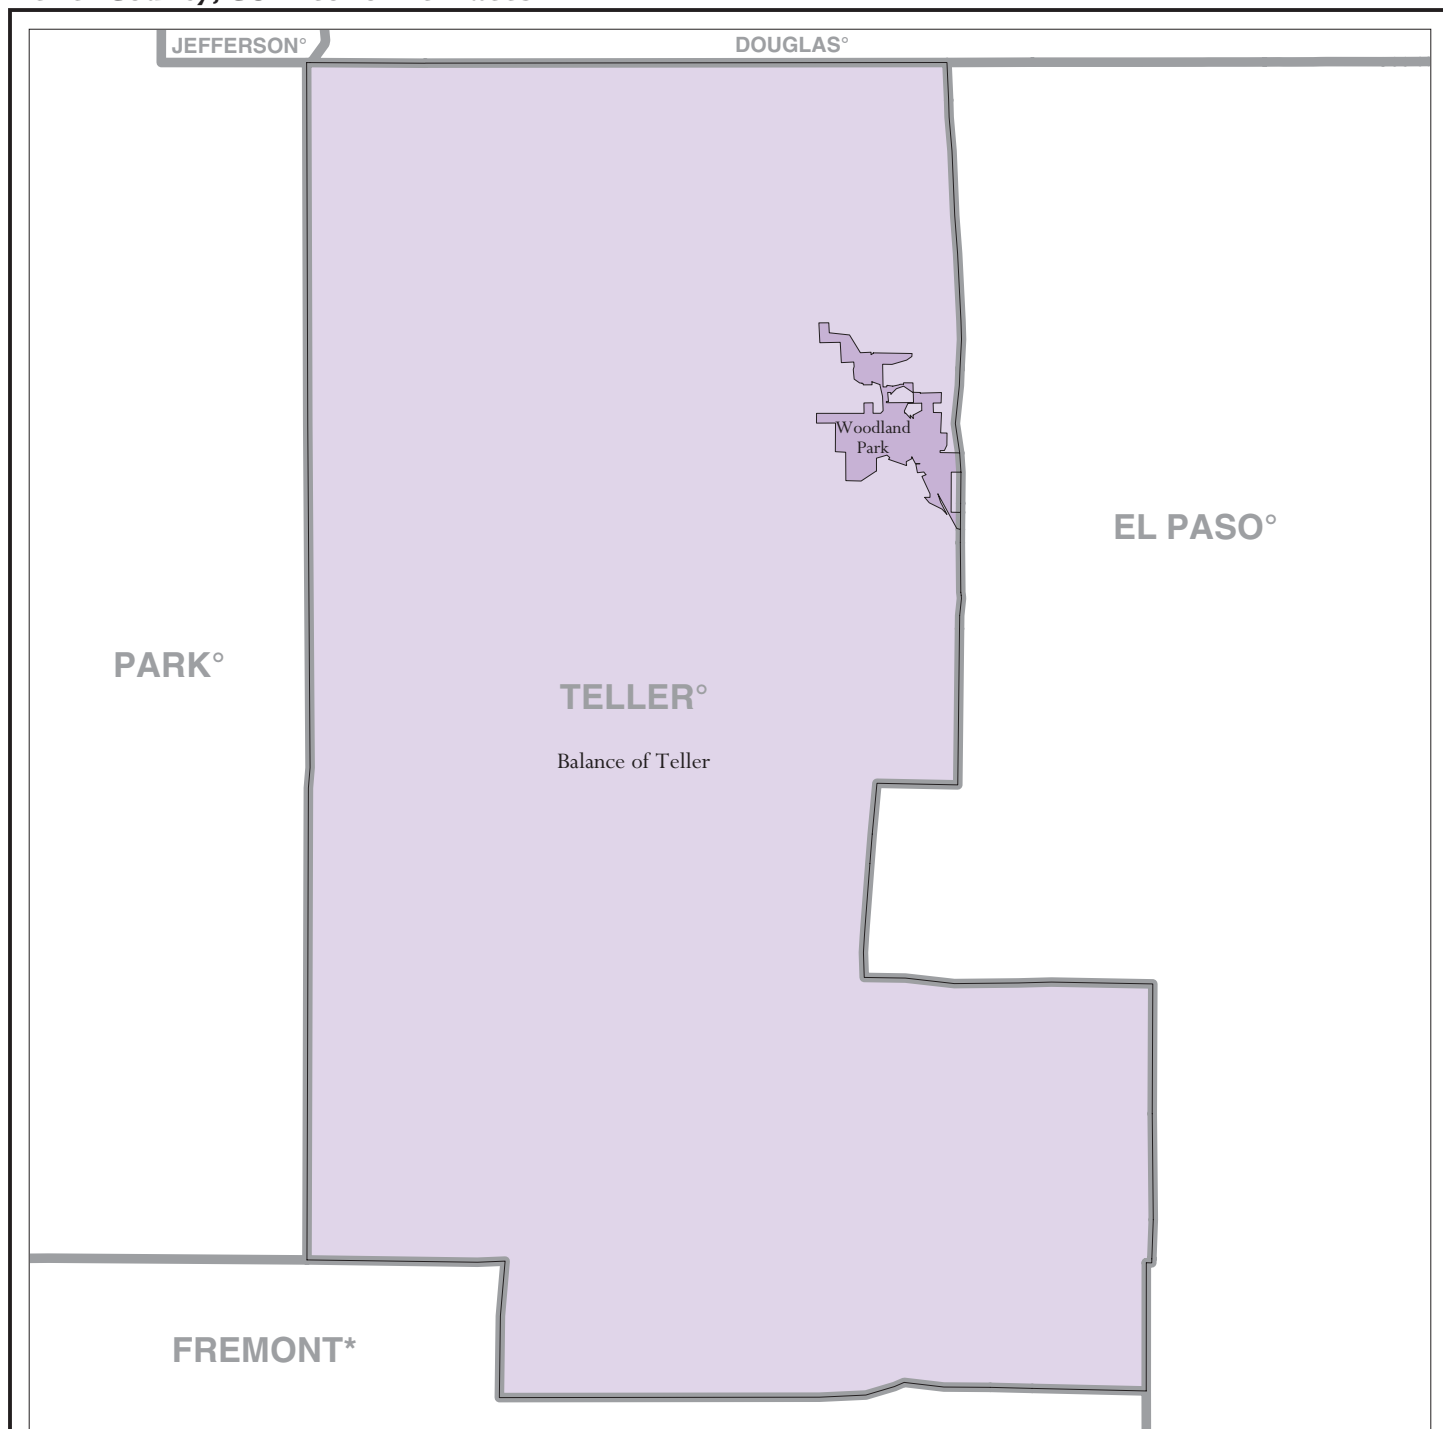 JEFFERSON°
DOUGLAS°
Woodland
Park
EL PASO°
PARK°
TELLER°
Balance of Teller
FREMONT*